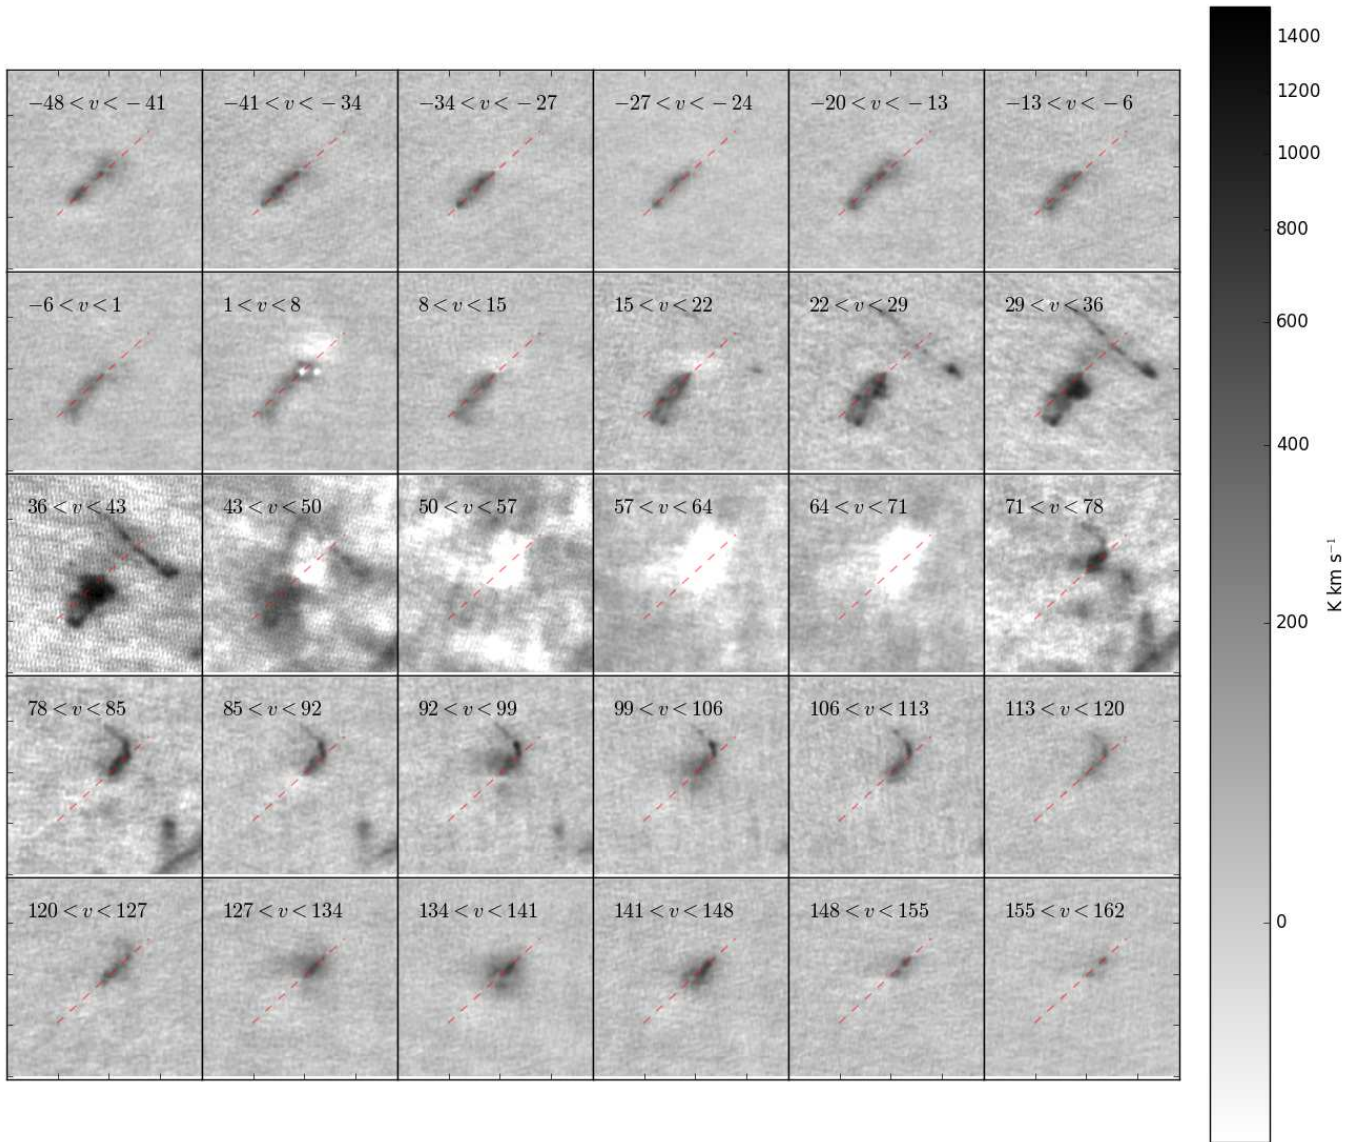 −48 < v < −41
−41 < v < −34
−34 < v < −27
−27 < v < −24
−20 < v < −13
−13 < v < −6
−6 < v < 1
1 < v < 8
8 < v < 15
15 < v < 22
22 < v < 29
29 < v < 36
36 < v < 43
43 < v < 50
50 < v < 57
57 < v < 64
64 < v < 71
71 < v < 78
78 < v < 85
85 < v < 92
92 < v < 99
99 < v < 106
106 < v < 113
113 < v < 120
120 < v < 127
127 < v < 134
134 < v < 141
141 < v < 148
148 < v < 155
155 < v < 162
1400
1200
1000
800
600
400
200
0
K km s⁻¹